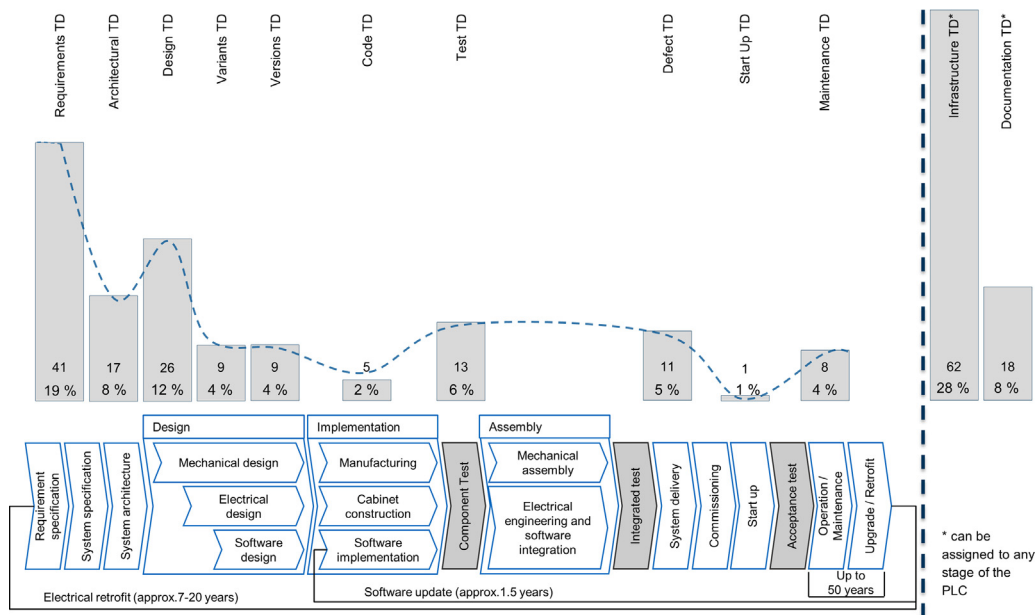 Requirements TD
Architectural TD
Design TD
Variants TD
Versions TD
Code TD
Test TD
Defect TD
Start Up TD
Maintenance TD
Infrastructure TD*
Documentation TD*
41
19 %
17
8%
26
12 %
9
4 %
9
4 %
5
2 %
13
6 %
11
5 %
1
1 %
8
4 %
62
28 %
18
8 %
Requirement
specification
System specification
System architecture
Design
Mechanical design
Electrical
design
Software
design
Implementation
Manufacturing
Cabinet
construction
Software
implementation
Component Test
Assembly
Mechanical
assembly
Electrical
engineering and
software
integration
Integrated test
System delivery
Commissioning
Start up
Acceptance test
Operation /
Maintenance
Upgrade / Retrofit
Up to
50 years
Electrical retrofit (approx.7-20 years)
Software update (approx.1.5 years)
* can be
assigned to any
stage of the
PLC